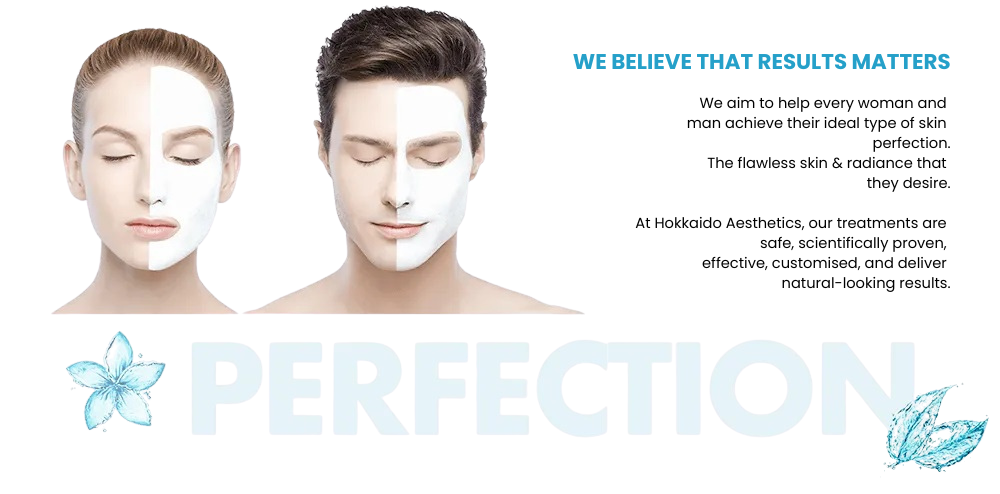 WE BELIEVE THAT RESULTS MATTERS
We aim to help every woman and
man achieve their ideal type of skin
perfection.
The flawless skin & radiance that
they desire.
At Hokkaido Aesthetics, our treatments are
safe, scientifically proven,
effective, customised, and deliver
natural-looking results.
PERFECTION